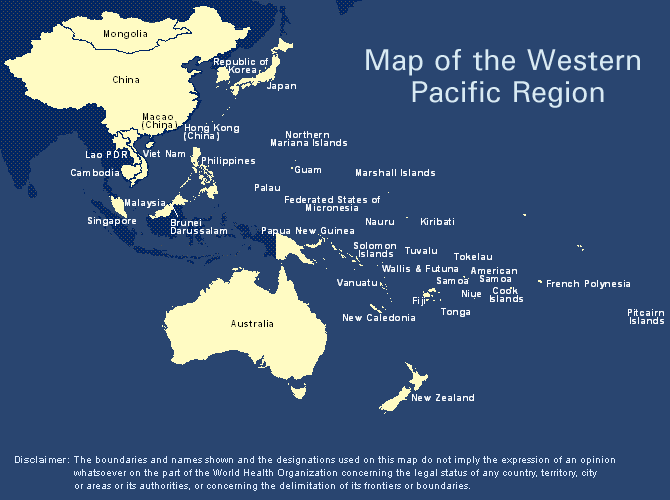 Map of the Western
Pacific Region
Mongolia
China
Republic of
Korea
Japan
Macao
(China)
Hong Kong
(China)
Northern
Mariana Islands
Lao PDR
Viet Nam
Philippines
Cambodia
Guam
Marshall Islands
Palau
Malaysia
Federated States of
Micronesia
Singapore
Brunei
Darussalam
Nauru
Kiribati
Papua New Guinea
Solomon
Islands
Tuvalu
Tokelau
Wallis & Futuna
American
Samoa
Samoa
Vanuatu
French Polynesia
Fiji
Niue
Cook
Islands
Tonga
New Caledonia
Pitcairn
Islands
Australia
New Zealand
Disclaimer: The boundaries and names shown and the designations used on this map do not imply the expression of an opinion
whatsoever on the part of the World Health Organization concerning the legal status of any country, territory, city
or areas or its authorities, or concerning the delimitation of its frontiers or boundaries.